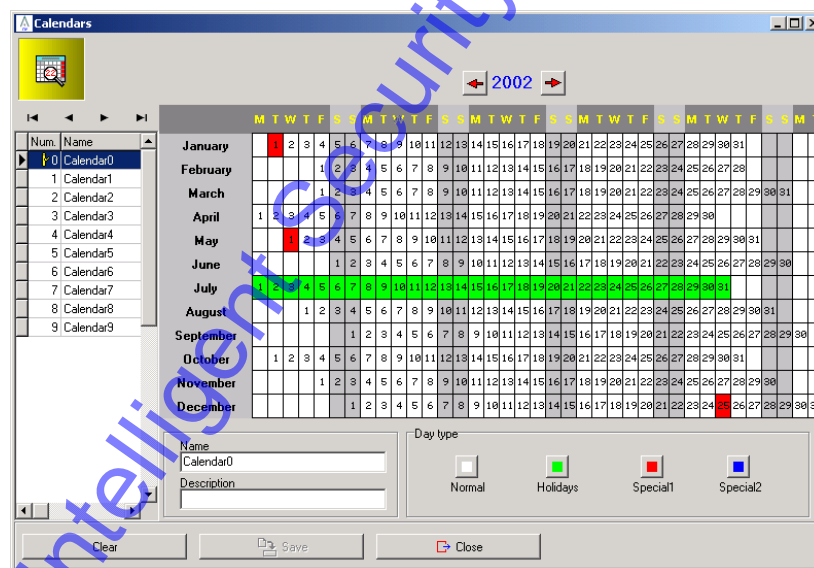 Calendars
2002
M T W T F S S M T W T F S S M T W T F S S M T W T F S S M T W T F S S M
Num. Name
0 Calendar0
1 Calendar1
2 Calendar2
3 Calendar3
4 Calendar4
5 Calendar5
6 Calendar6
7 Calendar7
8 Calendar8
9 Calendar9
January 1 2 3 4 5 6 7 8 9 10 11 12 13 14 15 16 17 18 19 20 21 22 23 24 25 26 27 28 29 30 31
February 1 2 3 4 5 6 7 8 9 10 11 12 13 14 15 16 17 18 19 20 21 22 23 24 25 26 27 28
March 1 2 3 4 5 6 7 8 9 10 11 12 13 14 15 16 17 18 19 20 21 22 23 24 25 26 27 28 29 30 31
April 1 2 3 4 5 6 7 8 9 10 11 12 13 14 15 16 17 18 19 20 21 22 23 24 25 26 27 28 29 30
May 1 2 3 4 5 6 7 8 9 10 11 12 13 14 15 16 17 18 19 20 21 22 23 24 25 26 27 28 29 30 31
June 1 2 3 4 5 6 7 8 9 10 11 12 13 14 15 16 17 18 19 20 21 22 23 24 25 26 27 28 29 30
July 1 2 3 4 5 6 7 8 9 10 11 12 13 14 15 16 17 18 19 20 21 22 23 24 25 26 27 28 29 30 31
August 1 2 3 4 5 6 7 8 9 10 11 12 13 14 15 16 17 18 19 20 21 22 23 24 25 26 27 28 29 30 31
September 1 2 3 4 5 6 7 8 9 10 11 12 13 14 15 16 17 18 19 20 21 22 23 24 25 26 27 28 29 30
October 1 2 3 4 5 6 7 8 9 10 11 12 13 14 15 16 17 18 19 20 21 22 23 24 25 26 27 28 29 30 31
November 1 2 3 4 5 6 7 8 9 10 11 12 13 14 15 16 17 18 19 20 21 22 23 24 25 26 27 28 29 30
December 1 2 3 4 5 6 7 8 9 10 11 12 13 14 15 16 17 18 19 20 21 22 23 24 25 26 27 28 29 30
Name
Calendar0
Description
Day type
Normal Holidays Special1 Special2
Clear Save Close
Intelligent Security